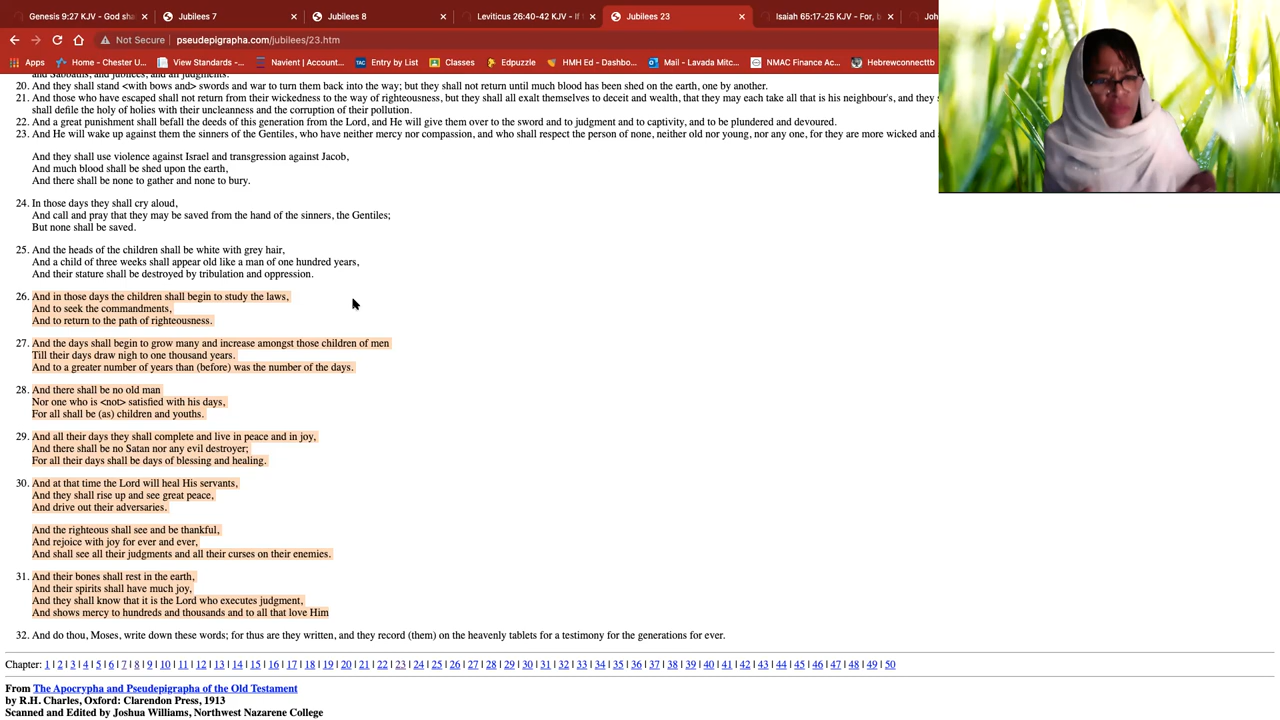 Genesis 9:27 KJV - God sha
Jubilees 7
Jubilees 8
Leviticus 26:40-42 KJV - If
Jubilees 23
Isaiah 65:17-25 KJV - For, b
Joh
Not Secure | pseudepigrapha.com/jubilees/23.htm
Apps
Home - Chester U...
View Standards -...
Navient | Account...
TAC Entry by List
Classes
Edpuzzle
HMH Ed - Dashbo...
Mail - Lavada Mitc...
NMAC Finance Ac...
Hebrewconnecttb
and Sabbaths, and jubilees, and all judgments.
20. And they shall stand <with bows and> swords and war to turn them back into the way; but they shall not return until much blood has been shed on the earth, one by another.
21. And those who have escaped shall not return from their wickedness to the way of righteousness, but they shall all exalt themselves to deceit and wealth, that they may each take all that is his neighbour's, and they s
shall defile the holy of holies with their uncleanness and the corruption of their pollution.
22. And a great punishment shall befall the deeds of this generation from the Lord, and He will give them over to the sword and to judgment and to captivity, and to be plundered and devoured.
23. And He will wake up against them the sinners of the Gentiles, who have neither mercy nor compassion, and who shall respect the person of none, neither old nor young, nor any one, for they are more wicked and
And they shall use violence against Israel and transgression against Jacob,
And much blood shall be shed upon the earth,
And there shall be none to gather and none to bury.
24. In those days they shall cry aloud,
And call and pray that they may be saved from the hand of the sinners, the Gentiles;
But none shall be saved.
25. And the heads of the children shall be white with grey hair,
And a child of three weeks shall appear old like a man of one hundred years,
And their stature shall be destroyed by tribulation and oppression.
26. And in those days the children shall begin to study the laws,
And to seek the commandments,
And to return to the path of righteousness.
27. And the days shall begin to grow many and increase amongst those children of men
Till their days draw nigh to one thousand years.
And to a greater number of years than (before) was the number of the days.
28. And there shall be no old man
Nor one who is <not> satisfied with his days,
For all shall be (as) children and youths.
29. And all their days they shall complete and live in peace and in joy,
And there shall be no Satan nor any evil destroyer;
For all their days shall be days of blessing and healing.
30. And at that time the Lord will heal His servants,
And they shall rise up and see great peace,
And drive out their adversaries.
And the righteous shall see and be thankful,
And rejoice with joy for ever and ever,
And shall see all their judgments and all their curses on their enemies.
31. And their bones shall rest in the earth,
And their spirits shall have much joy,
And they shall know that it is the Lord who executes judgment,
And shows mercy to hundreds and thousands and to all that love Him
32. And do thou, Moses, write down these words; for thus are they written, and they record (them) on the heavenly tablets for a testimony for the generations for ever.
Chapter: 1 | 2 | 3 | 4 | 5 | 6 | 7 | 8 | 9 | 10 | 11 | 12 | 13 | 14 | 15 | 16 | 17 | 18 | 19 | 20 | 21 | 22 | 23 | 24 | 25 | 26 | 27 | 28 | 29 | 30 | 31 | 32 | 33 | 34 | 35 | 36 | 37 | 38 | 39 | 40 | 41 | 42 | 43 | 44 | 45 | 46 | 47 | 48 | 49 | 50
From The Apocrypha and Pseudepigrapha of the Old Testament
by R.H. Charles, Oxford: Clarendon Press, 1913
Scanned and Edited by Joshua Williams, Northwest Nazarene College